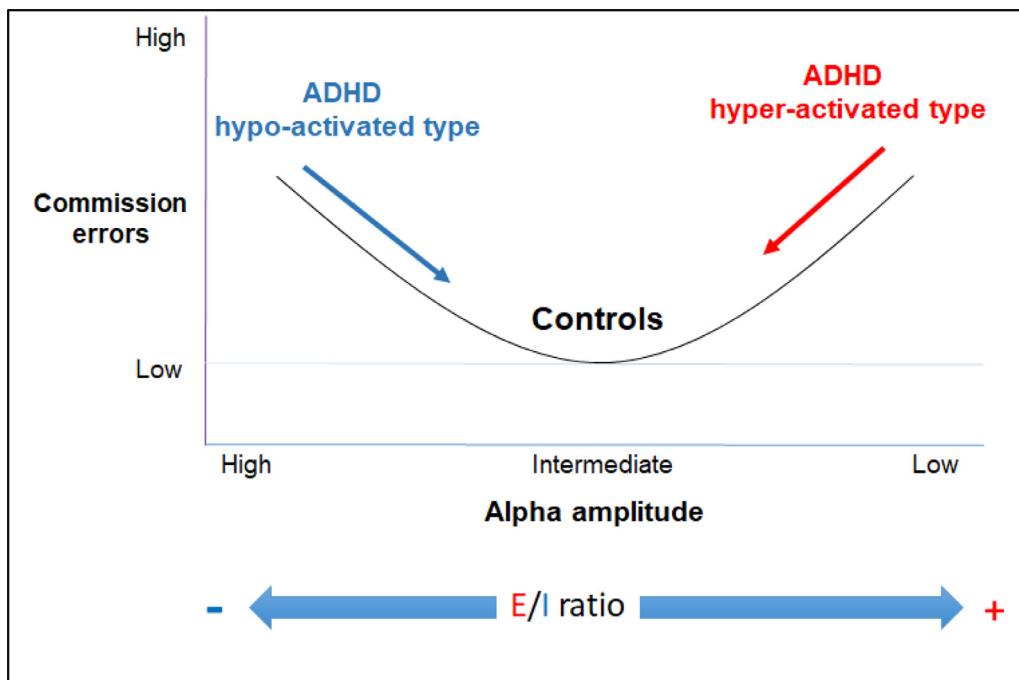 High
ADHD
hypo-activated type
ADHD
hyper-activated type
Commission
errors
Controls
Low
High
Intermediate
Low
Alpha amplitude
- E/I ratio +